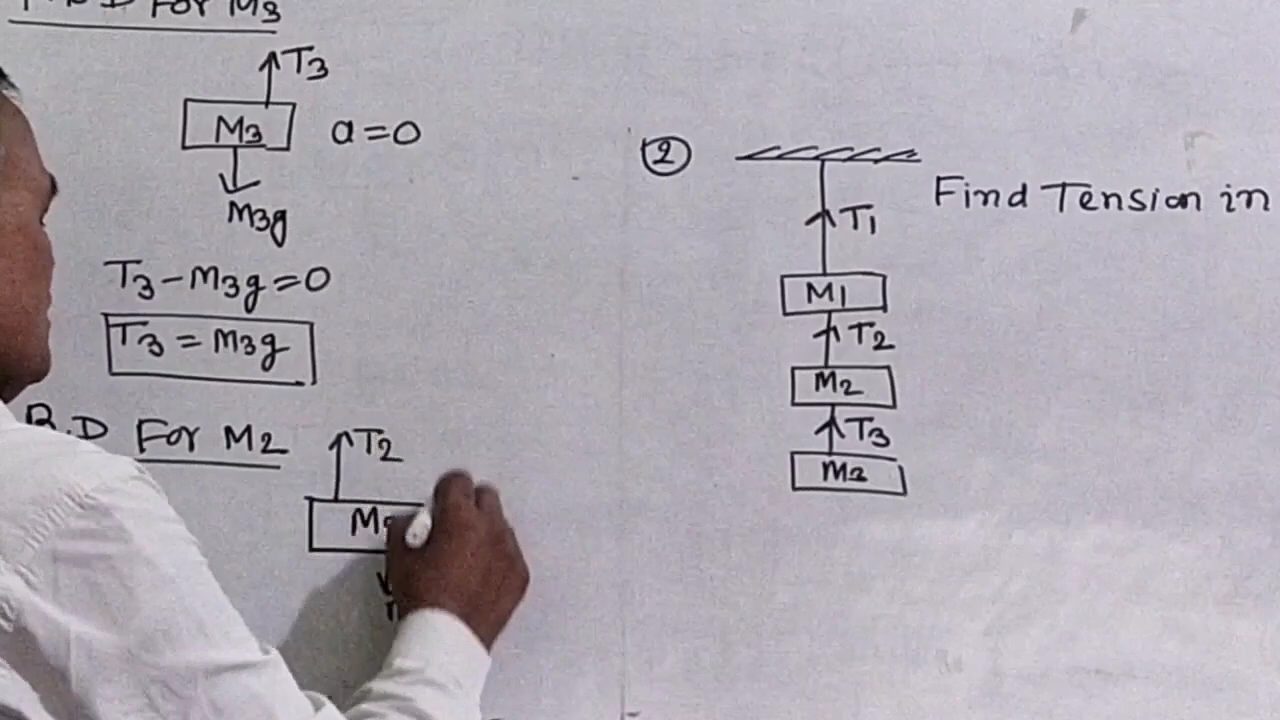 For M3
T3
M3 a=0
M3g
T3-M3g=0
T3=M3g
B.D For M2
T2
2
Find Tension in
T1
M1
T2
M2
T3
M3